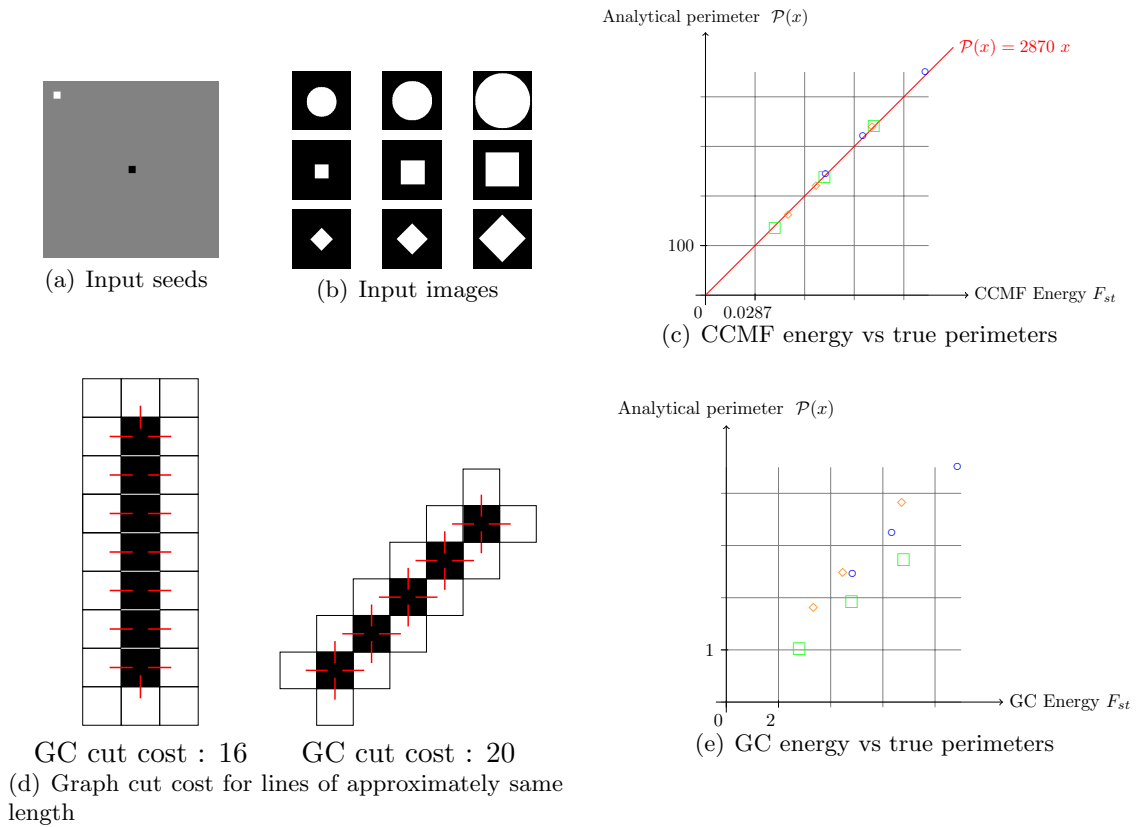 (a) Input seeds
(b) Input images
Analytical perimeter 𝒫(x)
𝒫(x) = 2870 x
100
0
0.0287
CCMF Energy F_st
(c) CCMF energy vs true perimeters
GC cut cost : 16
GC cut cost : 20
(d) Graph cut cost for lines of approximately same
length
Analytical perimeter 𝒫(x)
1
0
2
GC Energy F_st
(e) GC energy vs true perimeters